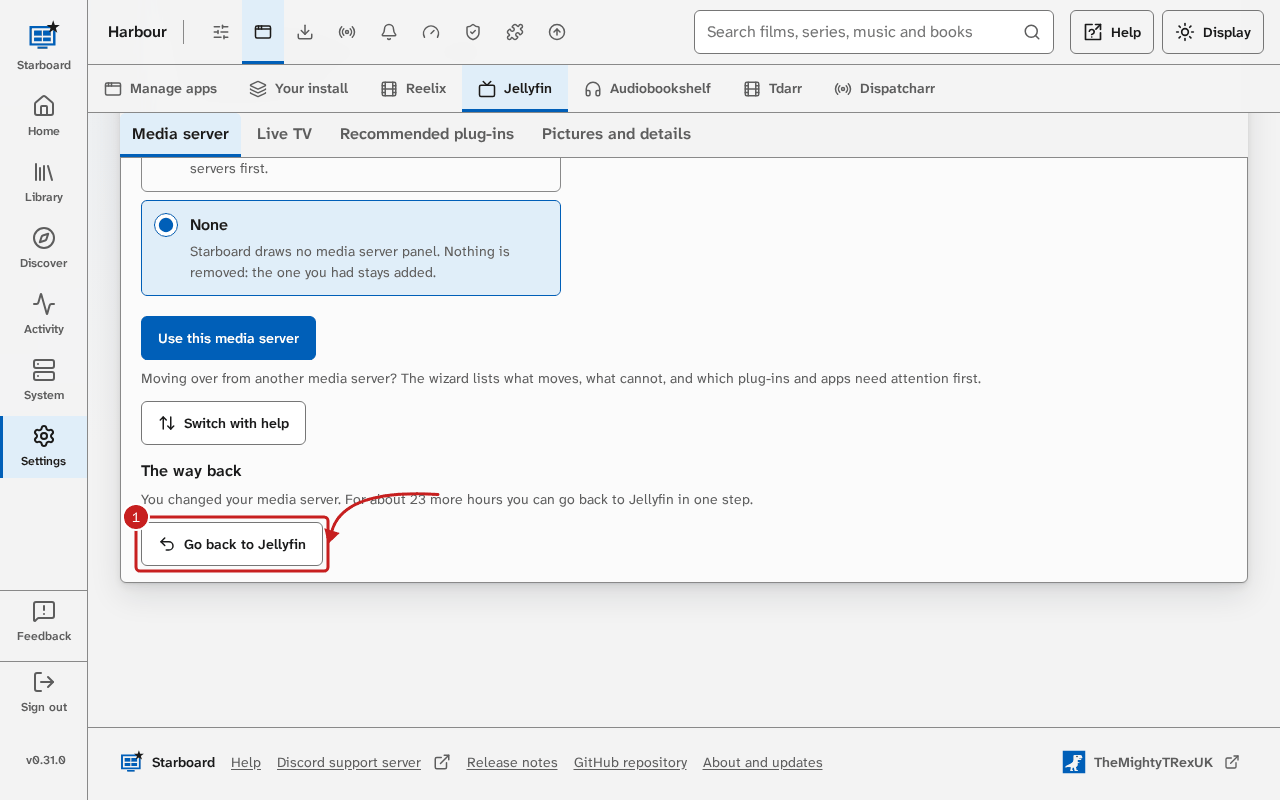 Starboard
Home
Library
Discover
Activity
System
Settings
Feedback
Sign out
v0.31.0
Harbour
Search films, series, music and books
Help
Display
Manage apps
Your install
Reelix
Jellyfin
Audiobookshelf
Tdarr
Dispatcharr
Media server
Live TV
Recommended plug-ins
Pictures and details
servers first.
None
Starboard draws no media server panel. Nothing is
removed: the one you had stays added.
Use this media server
Moving over from another media server? The wizard lists what moves, what cannot, and which plug-ins and apps need attention first.
Switch with help
The way back
You changed your media server. For about 23 more hours you can go back to Jellyfin in one step.
1
Go back to Jellyfin
Starboard
Help
Discord support server
Release notes
GitHub repository
About and updates
TheMightyTRexUK